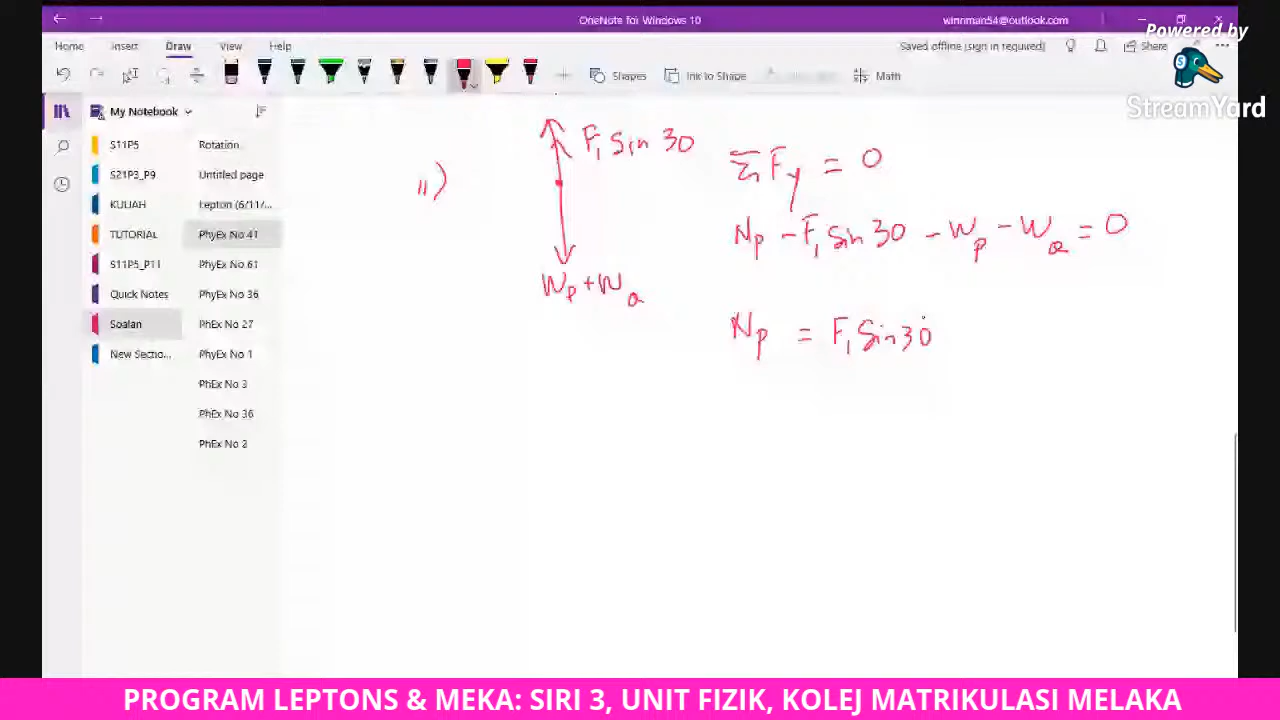 OneNote for Windows 10
winnman54@outlook.com
Powered by
StreamYard
Home Insert Draw View Help
Saved offline (sign in required)
Share
Shapes
Ink to Shape
Math
My Notebook
S11P5
S21P3_P9
KULIAH
TUTORIAL
S11P5_P11
Quick Notes
Soalan
New Sectio...
Rotation
Untitled page
Lepton (6/11/...
PhyEx No 41
PhyEx No 61
PhyEx No 36
PhEx No 27
PhyEx No 1
PhEx No 3
PhEx No 36
PhEx No 2
ii)
F₁ Sin 30
Wp + Wa
ΣFy = 0
Np - F₁ Sin 30 - Wp - Wa = 0
Np = F₁ Sin 30
PROGRAM LEPTONS & MEKA: SIRI 3, UNIT FIZIK, KOLEJ MATRIKULASI MELAKA